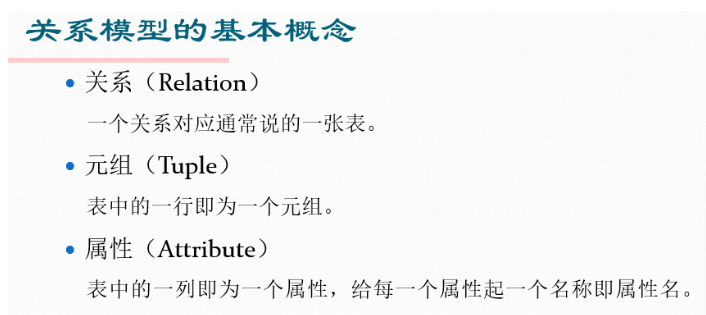 关系模型的基本概念
• 关系（Relation）
一个关系对应通常说的一张表。
• 元组（Tuple）
表中的一行即为一个元组。
• 属性（Attribute）
表中的一列即为一个属性，给每一个属性起一个名称即属性名。